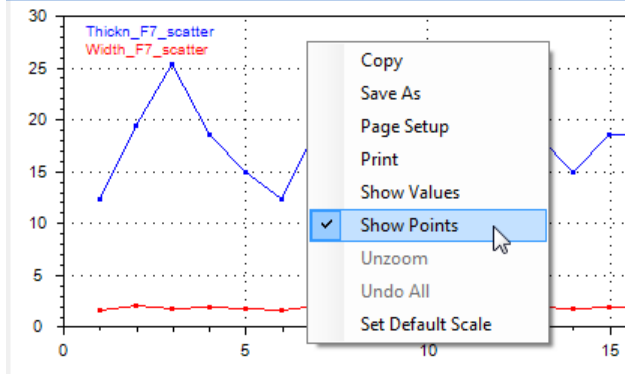 30
Thickn_F7_scatter
Width_F7_scatter
25
20
15
10
5
0
0
5
10
15
Copy
Save As
Page Setup
Print
Show Values
Show Points
Unzoom
Undo All
Set Default Scale